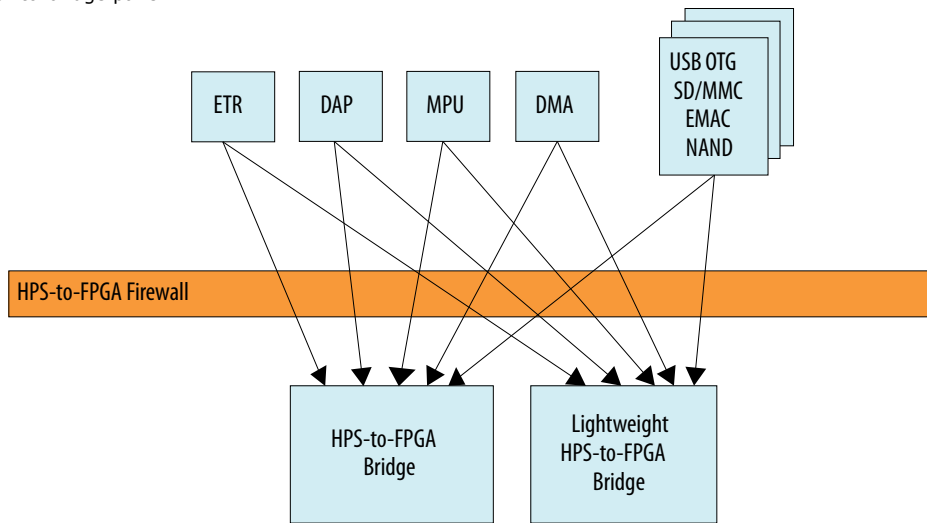 USB OTG
SD/MMC
EMAC
NAND
ETR
DAP
MPU
DMA
HPS-to-FPGA Firewall
HPS-to-FPGA
Bridge
Lightweight
HPS-to-FPGA
Bridge